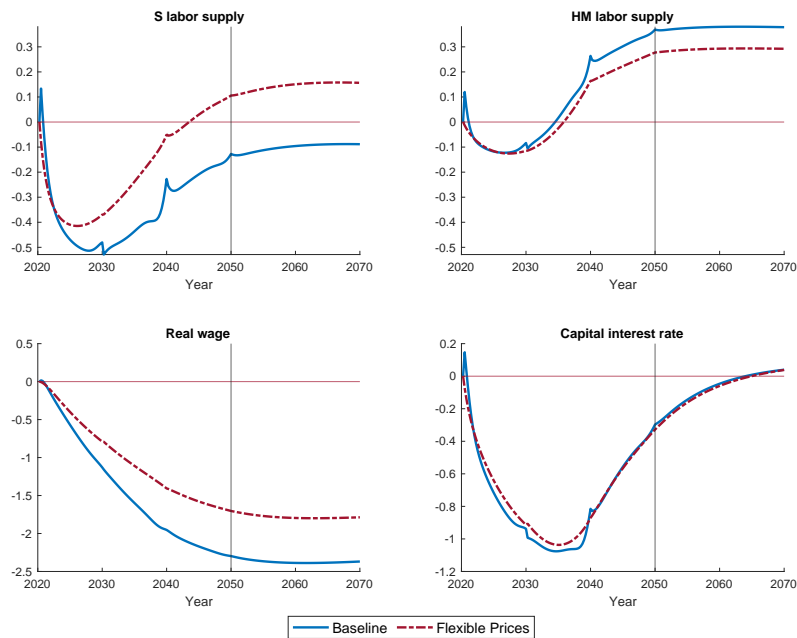 S labor supply
0.3
0.2
0.1
0
-0.1
-0.2
-0.3
-0.4
-0.5
2020 2030 2040 2050 2060 2070
Year
HM labor supply
0.3
0.2
0.1
0
-0.1
-0.2
-0.3
-0.4
-0.5
2020 2030 2040 2050 2060 2070
Year
Real wage
0.5
0
-0.5
-1
-1.5
-2
-2.5
2020 2030 2040 2050 2060 2070
Year
Capital interest rate
0.2
0
-0.2
-0.4
-0.6
-0.8
-1
-1.2
2020 2030 2040 2050 2060 2070
Year
Baseline Flexible Prices